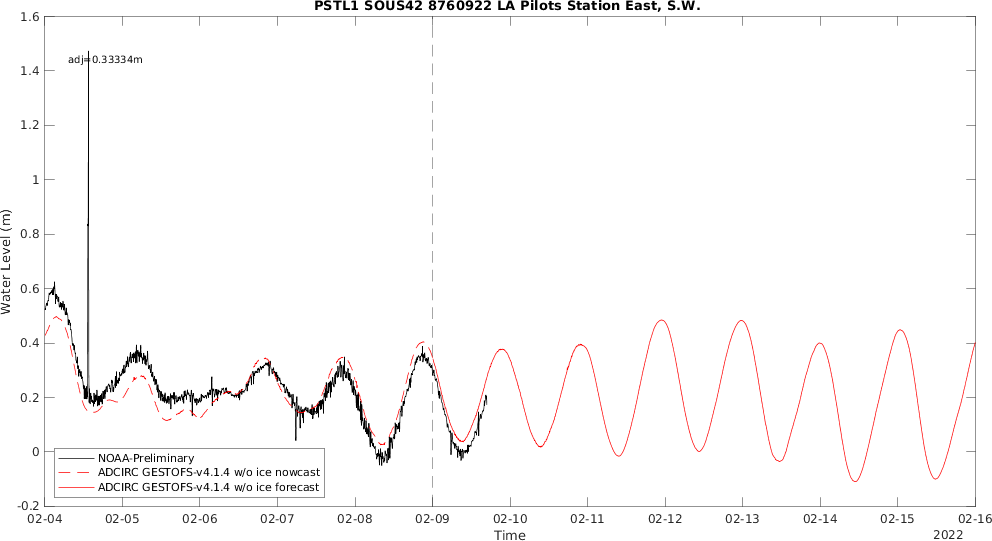 PSTL1 SOUS42 8760922 LA Pilots Station East, S.W.
adj=0.33334m
Water Level (m)
1.6
1.4
1.2
1
0.8
0.6
0.4
0.2
0
-0.2
NOAA-Preliminary
ADCIRC GESTOFS-v4.1.4 w/o ice nowcast
ADCIRC GESTOFS-v4.1.4 w/o ice forecast
02-04 02-05 02-06 02-07 02-08 02-09 02-10 02-11 02-12 02-13 02-14 02-15 02-16
Time
2022